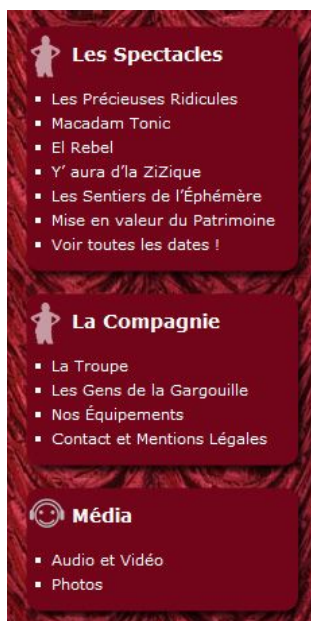 Les Spectacles
Les Précieuses Ridicules
Macadam Tonic
El Rebel
Y’ aura d’la ZiZique
Les Sentiers de l’Éphémère
Mise en valeur du Patrimoine
Voir toutes les dates !
La Compagnie
La Troupe
Les Gens de la Gargouille
Nos Équipements
Contact et Mentions Légales
Média
Audio et Vidéo
Photos